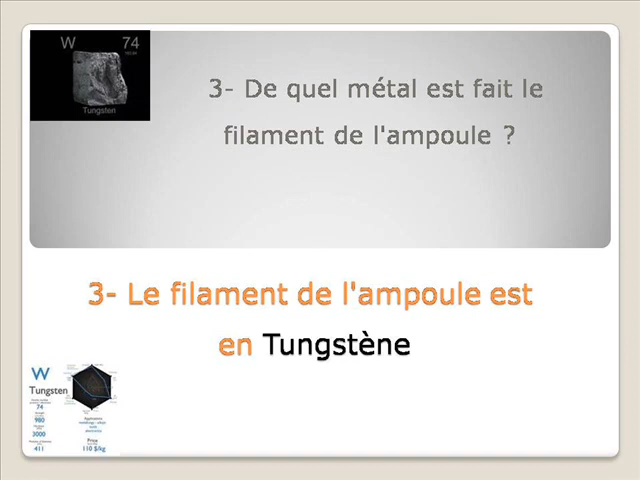 W 74
Tungsten
3- De quel métal est fait le
filament de l'ampoule ?
3- Le filament de l'ampoule est
en Tungstène
W
Tungsten
74
980
3000
411
Price
110 $/kg